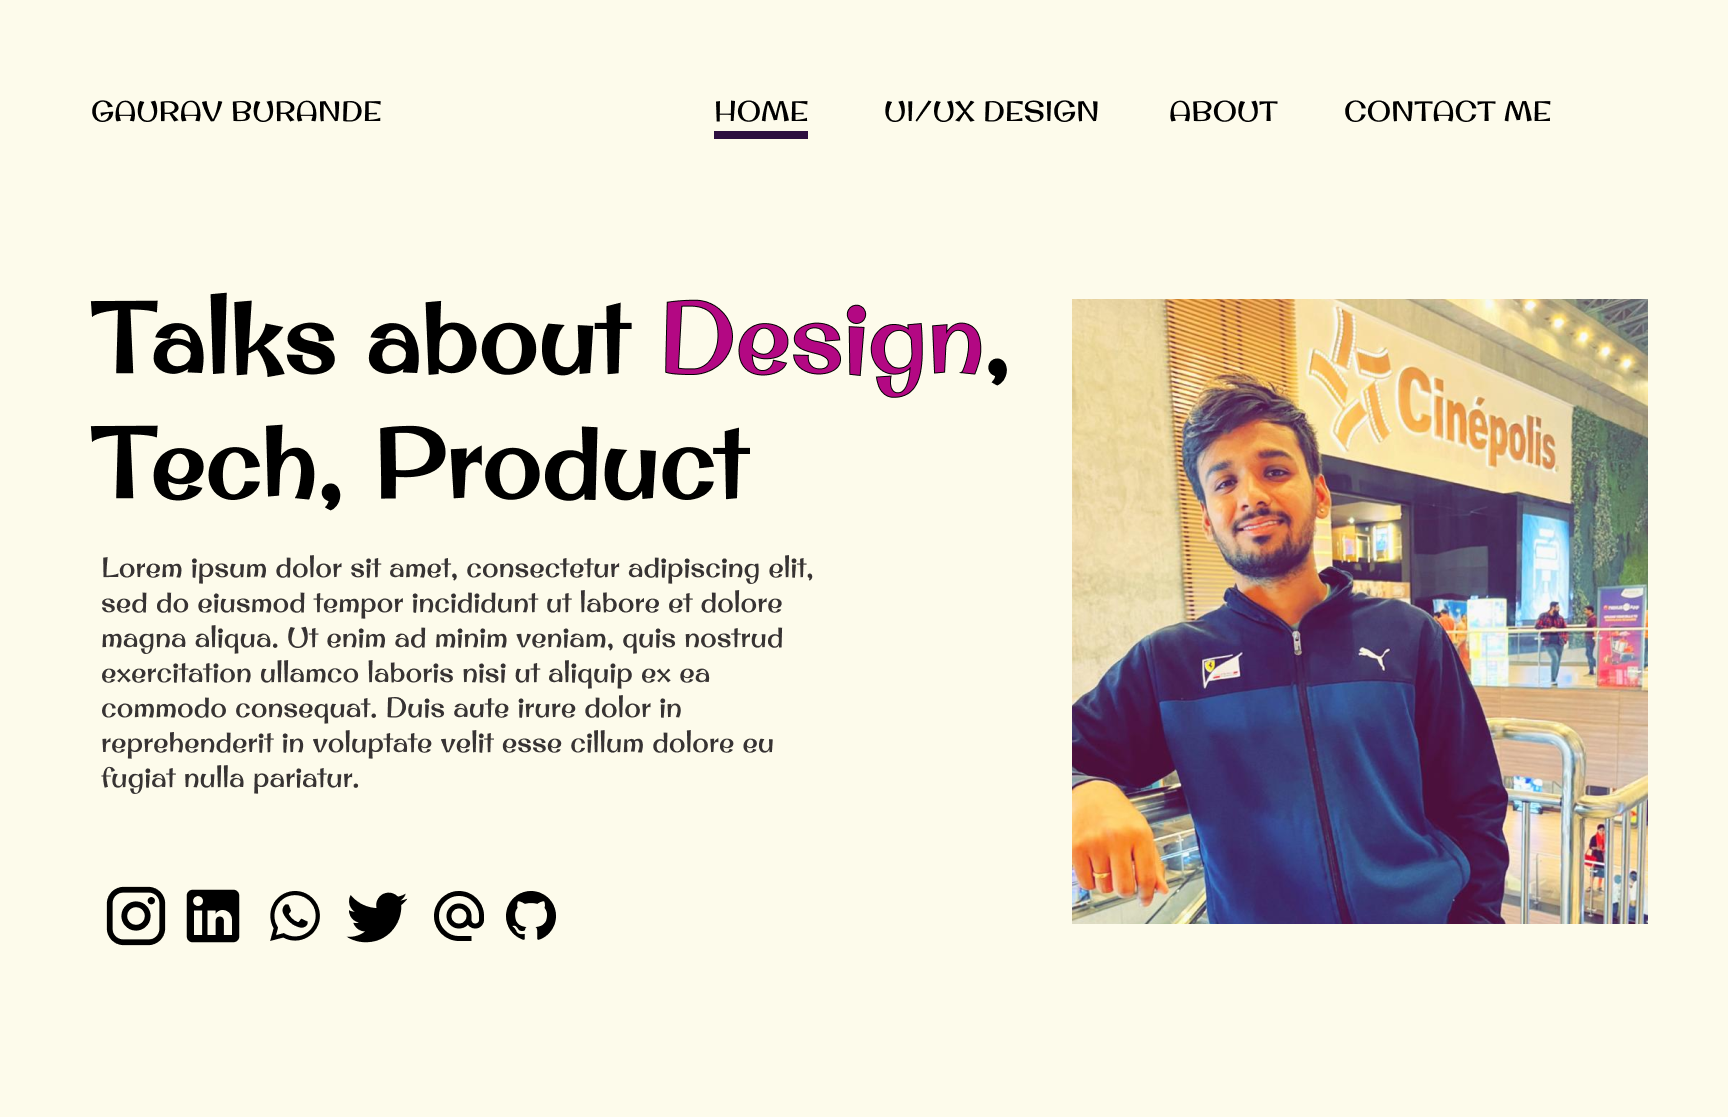 GAURAV BURANDE
HOME
UI/UX DESIGN
ABOUT
CONTACT ME
Talks about Design,
Tech, Product
Lorem ipsum dolor sit amet, consectetur adipiscing elit,
sed do eiusmod tempor incididunt ut labore et dolore
magna aliqua. Ut enim ad minim veniam, quis nostrud
exercitation ullamco laboris nisi ut aliquip ex ea
commodo consequat. Duis aute irure dolor in
reprehenderit in voluptate velit esse cillum dolore eu
fugiat nulla pariatur.
Cinépolis